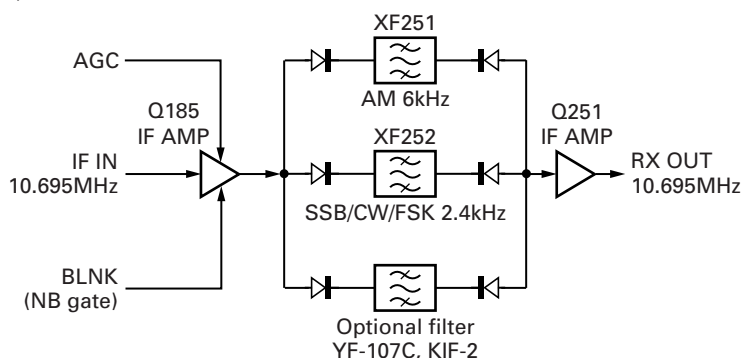 XF251
AGC
AM 6kHz
Q185
IF AMP
XF252
Q251
IF AMP
IF IN
10.695MHz
RX OUT
10.695MHz
SSB/CW/FSK 2.4kHz
BLNK
(NB gate)
Optional filter
YF-107C, KIF-2